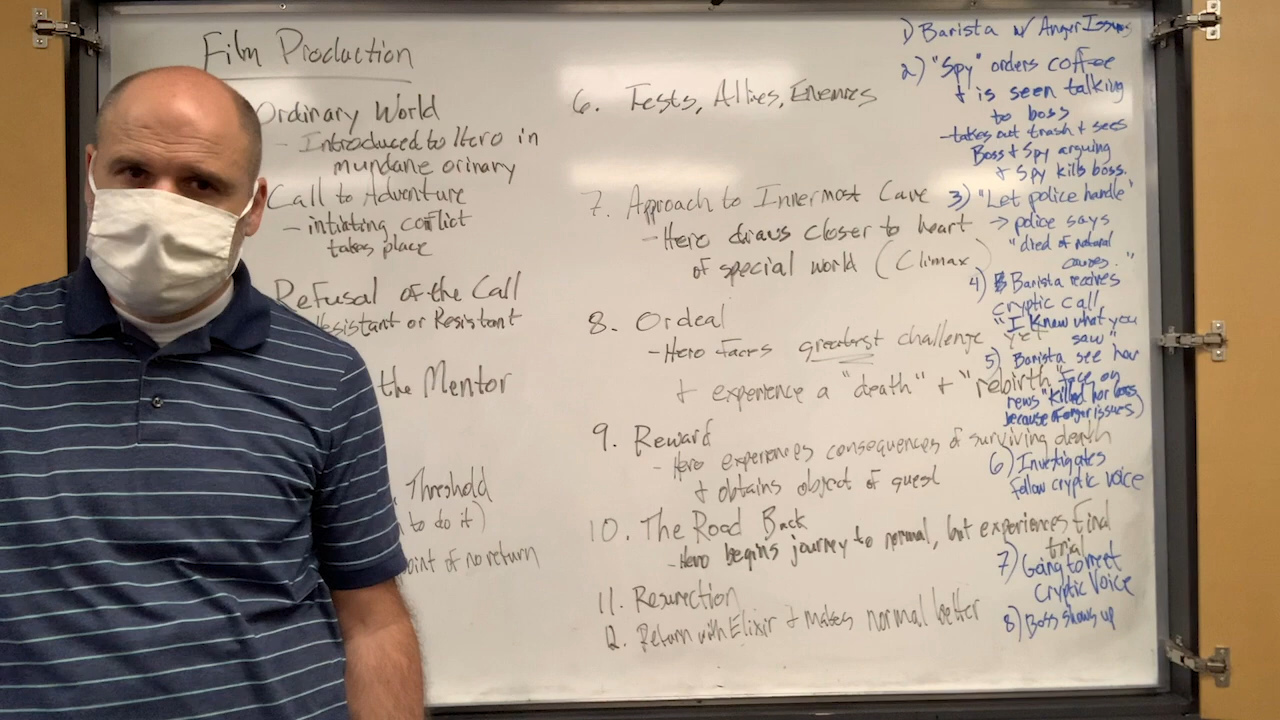 Film Production
Ordinary World
- Introduced to Hero in
mundane orinary
Call to Adventure
- intiating conflict
takes place
Refusal of the Call
Hesistant or Resistant
the Mentor
Threshold
to do it)
point of no return
6. Tests, Allies, Enemies
7. Approach to Innermost Cave
- Hero draws closer to heart
of special world (Climax)
8. Ordeal
- Hero faces greatest challenge yet
+ experience a "death" + "rebirth"
9. Reward
- Hero experiences consequences of surviving death
+ obtains object of quest
10. The Road Back
- Hero begins journey to normal, but experiences final
trial
11. Resurrection
12. Return with Elixir + makes normal better
1) Barista w/ Anger Issues
2) "Spy" orders coffee
+ is seen talking
to boss
- takes out trash + sees
Boss + Spy arguing
+ Spy kills boss.
3) "Let police handle"
→ police says
"died of natural
causes."
4) Barista receives
cryptic call
"I know what you
saw"
5) Barista see her
face on
news "killed her boss
because of anger issues)
6) Investigates
follow cryptic voice
7) Going to meet
Cryptic Voice
8) Boss shows up